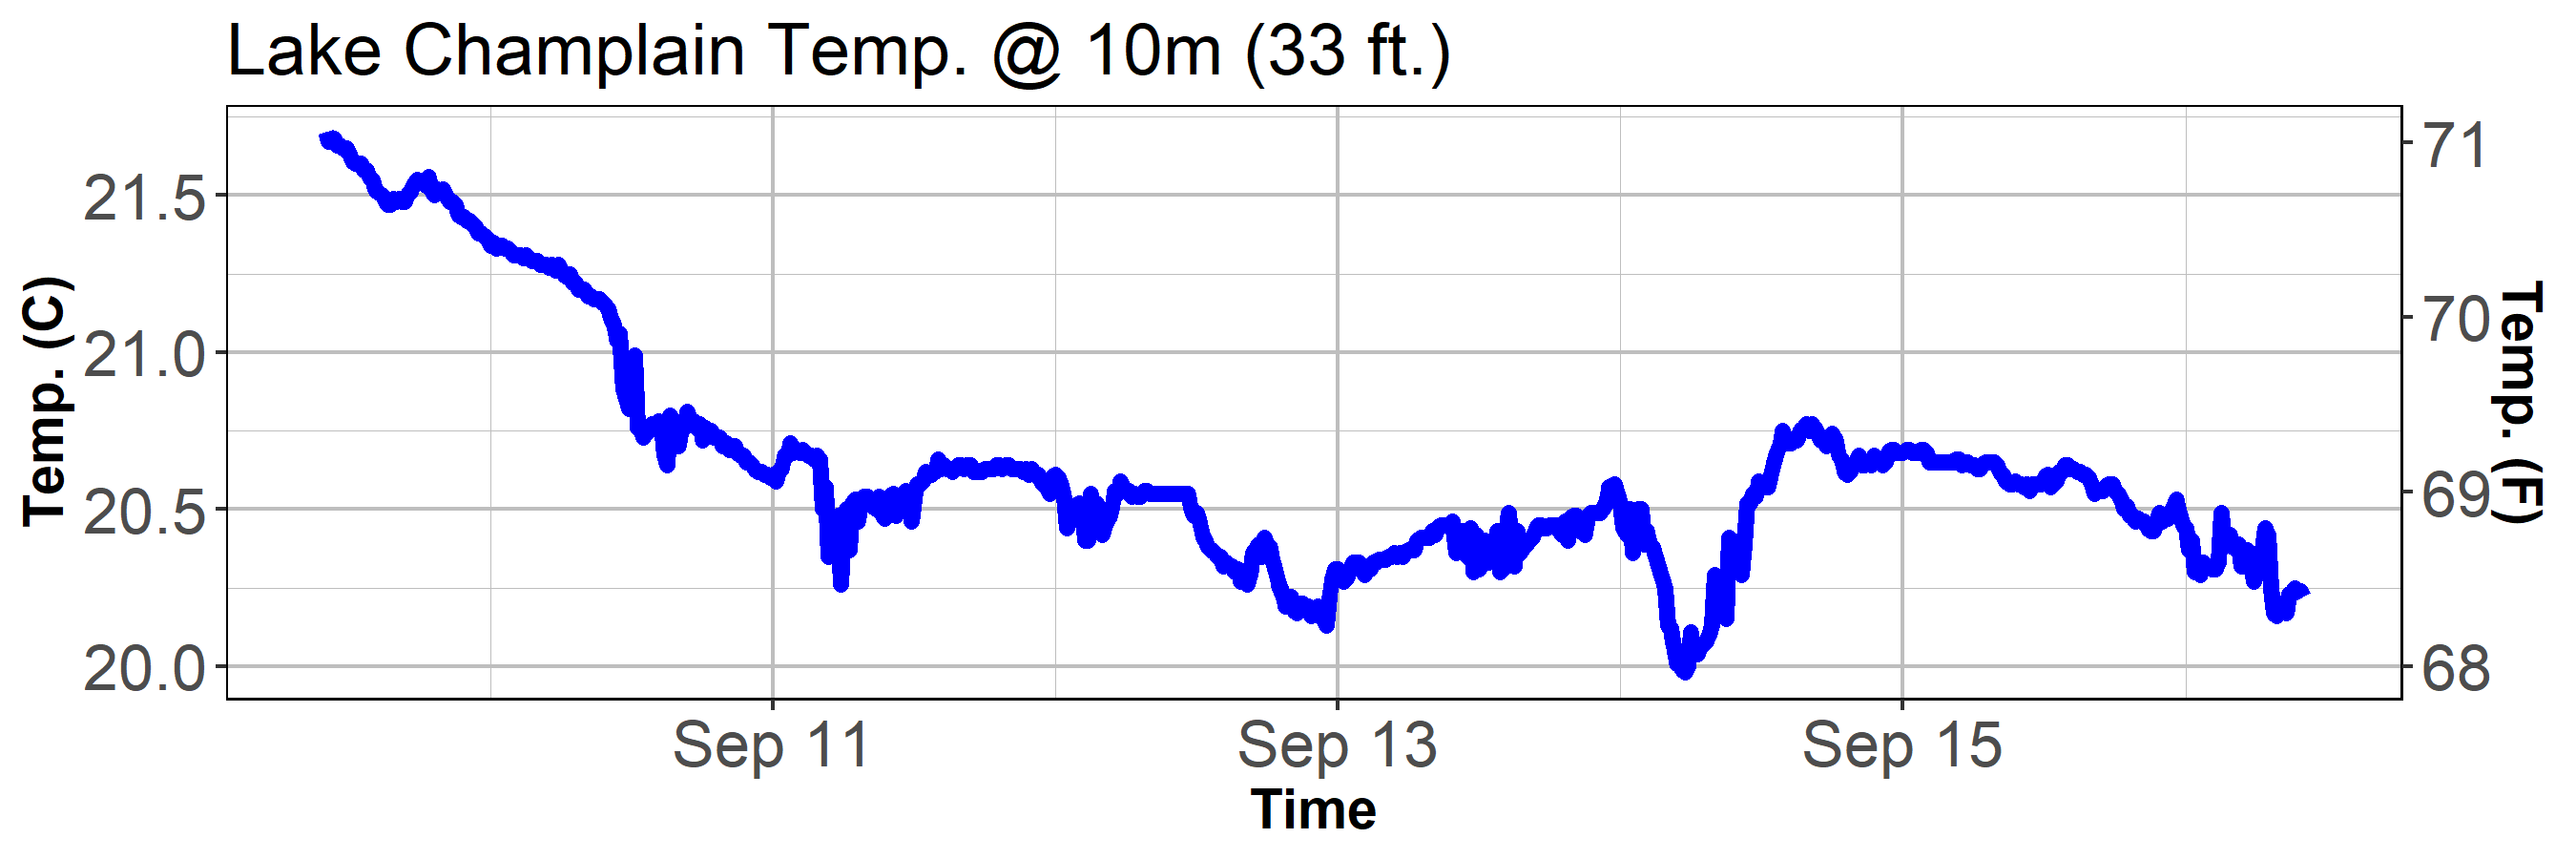 Lake Champlain Temp. @ 10m (33 ft.)
Temp. (C)
21.5
21.0
20.5
20.0
71
70
69
68
Temp. (F)
Sep 11
Sep 13
Sep 15
Time